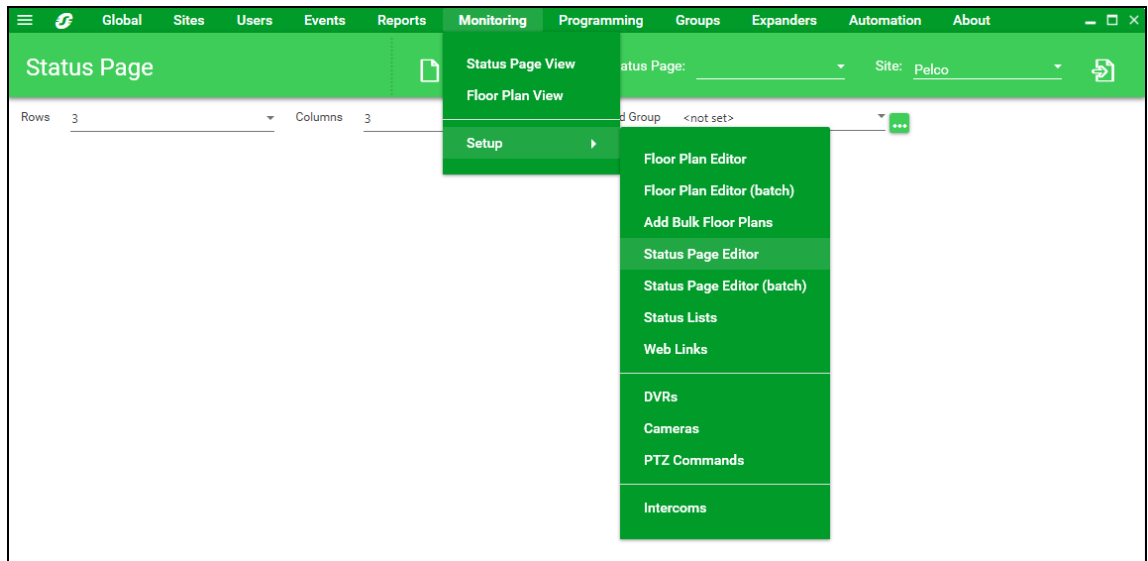 Global Sites Users Events Reports Monitoring Programming Groups Expanders Automation About
Status Page
Status Page View
Floor Plan View
Setup
atus Page:
Site: Pelco
Rows 3
Columns 3
d Group <not set>
Floor Plan Editor
Floor Plan Editor (batch)
Add Bulk Floor Plans
Status Page Editor
Status Page Editor (batch)
Status Lists
Web Links
DVRs
Cameras
PTZ Commands
Intercoms